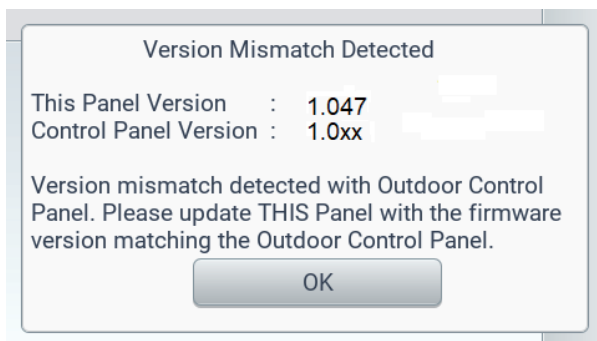 Version Mismatch Detected
This Panel Version : 1.047
Control Panel Version : 1.0xx
Version mismatch detected with Outdoor Control
Panel. Please update THIS Panel with the firmware
version matching the Outdoor Control Panel.
OK